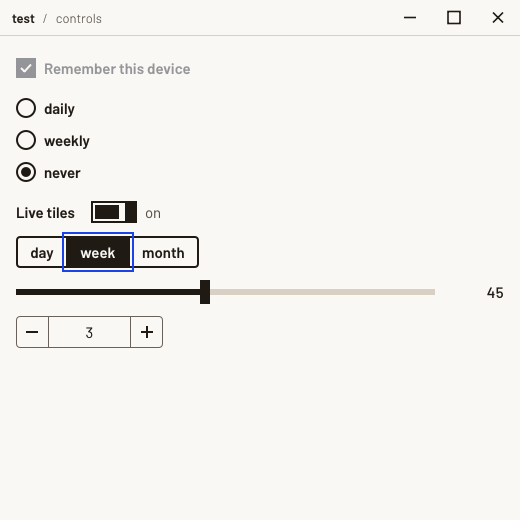 test / controls
Remember this device
daily
weekly
never
Live tiles on
day week month
45
3